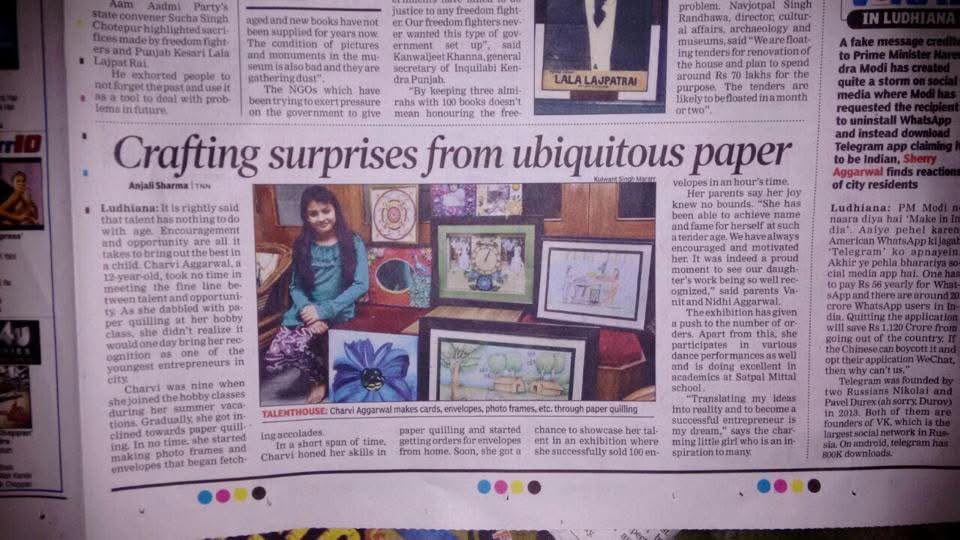 Aam Aadmi Party's
state convener Sucha Singh
Chotepur highlighted sacri-
fices made by freedom fight-
ers and Punjab Kesari Lala
Lajpat Rai.
He exhorted people to
not forget the past and use it
as a tool to deal with prob-
lems in future.
aged and new books have not
been supplied for years now.
The condition of pictures
and monuments in the mu-
seum is also bad and they are
gathering dust".
The NGOs which have
been trying to exert pressure
on the government to give
justice to any freedom fight-
er. Our freedom fighters nev-
er wanted this type of gov-
ernment set up", said
Kanwaljeet Khanna, general
secretary of Inquilabi Ken-
dra Punjab.
"By keeping three almi-
rahs with 100 books doesn't
mean honouring the free-
LALA LAJPATRAI
problem. Navjotpal Singh
Randhawa, director, cultur-
al affairs, archaeology and
museums, said "We are float-
ing tenders for renovation of
the house and plan to spend
around Rs 70 lakhs for the
purpose. The tenders are
likely to be floated in a month
or two".
Crafting surprises from ubiquitous paper
Anjali Sharma | TNN
Ludhiana: It is rightly said
that talent has nothing to do
with age. Encouragement
and opportunity are all it
takes to bring out the best in
a child. Charvi Aggarwal, a
12-year-old, took no time in
meeting the fine line be-
tween talent and opportuni-
ty. As she dabbled with pa-
per quilling at her hobby
class, she didn't realize it
would one day bring her rec-
ognition as one of the
youngest entrepreneurs in
city.
Charvi was nine when
she joined the hobby classes
during her summer vaca-
tions. Gradually, she got in-
clined towards paper quill-
ing. In no time, she started
making photo frames and
envelopes that began fetch-
Kulwant Singh
TALENTHOUSE: Charvi Aggarwal makes cards, envelopes, photo frames, etc. through paper quilling
ing accolades.
In a short span of time,
Charvi honed her skills in
paper quilling and started
getting orders for envelopes
from home. Soon, she got a
chance to showcase her tal-
ent in an exhibition where
she successfully sold 100 en-
velopes in an hour's time.
Her parents say her joy
knew no bounds. "She has
been able to achieve name
and fame for herself at such
a tender age. We have always
encouraged and motivated
her. It was indeed a proud
moment to see our daugh-
ter's work being so well rec-
ognized," said parents Va-
nit and Nidhi Aggarwal.
The exhibition has given
a push to the number of or-
ders. Apart from this, she
participates in various
dance performances as well
and is doing excellent in
academics at Satpal Mittal
school.
"Translating my ideas
into reality and to become a
successful entrepreneur is
my dream," says the char-
ming little girl who is an in-
spiration to many.
IN LUDHIANA
A fake message
to Prime Minister
dra Modi has created
quite a storm on social
media where Modi has
requested the recipient
to uninstall WhatsApp
and instead download
Telegram app claiming
to be Indian, Sherry
Aggarwal finds
of city residents
Ludhiana: PM Modi
naara diya hai 'Make in In-
dia'. Aaiye pehel karen
American WhatsApp ki jagah
'Telegram' ko apnayein.
Akhir ye pehla bharatiya so-
cial media app hai. One has
to pay Rs 56 yearly for What-
sApp and there are around 20
crore WhatsApp users in In-
dia. Quitting the application
will save Rs 1,120 Crore from
going out of the country. If
the Chinese can boycott it and
opt their application WeChat,
then why can't us."
Telegram was founded by
two Russians Nikolai and
Pavel Durex (oh sorry, Durov)
in 2013. Both of them are
founders of VK, which is the
largest social network in Rus-
sia. On android, telegram has
800K downloads.